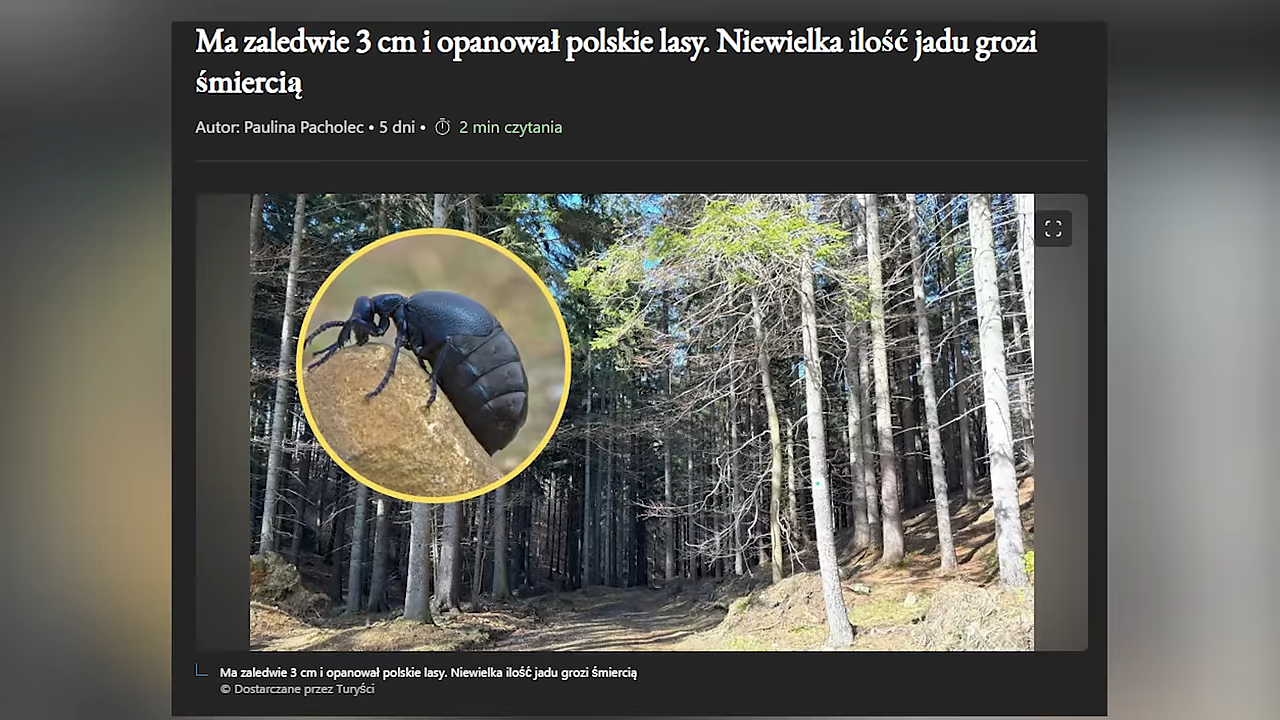 Ma zaledwie 3 cm i opanował polskie lasy. Niewielka ilość jadu grozi
śmiercią
Autor: Paulina Pacholec • 5 dni • 2 min czytania
Ma zaledwie 3 cm i opanował polskie lasy. Niewielka ilość jadu grozi śmiercią
© Dostarczane przez Turyści